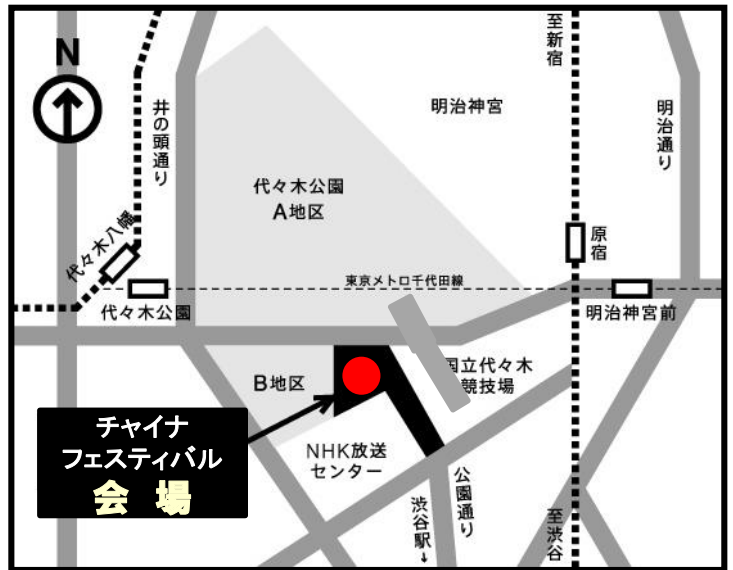 N
至新宿
井の頭通り
明治神宮
明治通り
代々木公園
A地区
代々木八幡
原宿
東京メトロ千代田線
代々木公園
明治神宮前
B地区
国立代々木
競技場
チャイナ
フェスティバル
会場
NHK放送
センター
公園通り
渋谷駅↓
至渋谷